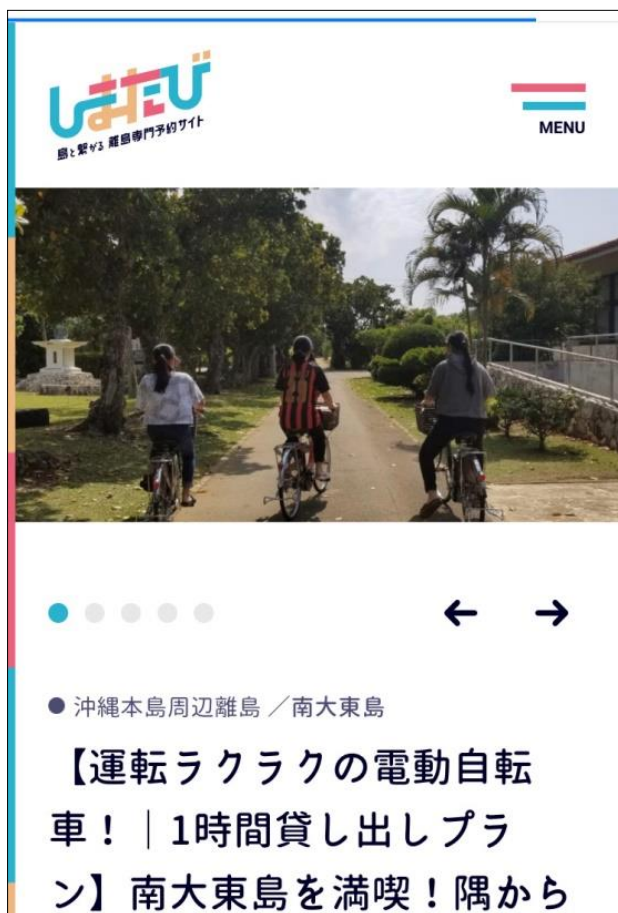 しまたび
島と繋がる 離島専門予約サイト
MENU
沖縄本島周辺離島 ／南大東島
【運転ラクラクの電動自転
車！｜1時間貸し出しプラ
ン】南大東島を満喫！隅から